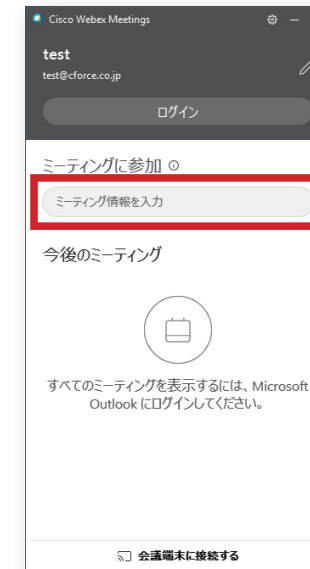 Cisco Webex Meetings
test
test@cforce.co.jp
ログイン
ミーティングに参加
ミーティング情報を入力
今後のミーティング
すべてのミーティングを表示するには、Microsoft
Outlook にログインしてください。
会議端末に接続する